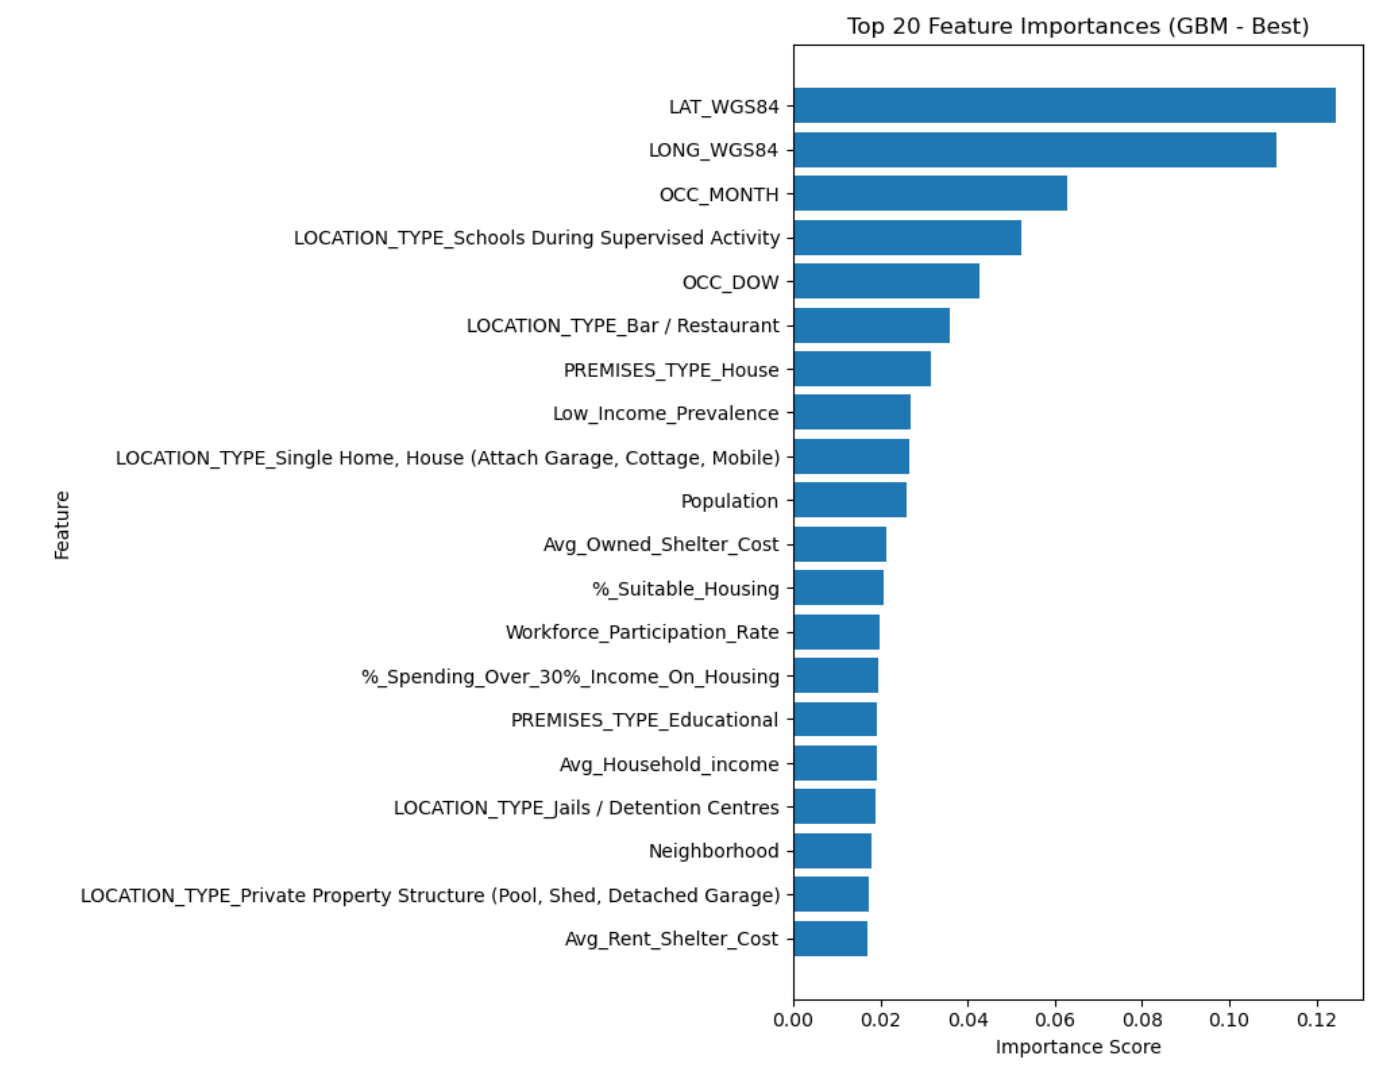 Top 20 Feature Importances (GBM - Best)
LAT_WGS84
LONG_WGS84
OCC_MONTH
LOCATION_TYPE_Schools During Supervised Activity
OCC_DOW
LOCATION_TYPE_Bar / Restaurant
PREMISES_TYPE_House
Low_Income_Prevalence
LOCATION_TYPE_Single Home, House (Attach Garage, Cottage, Mobile)
Population
Avg_Owned_Shelter_Cost
%_Suitable_Housing
Workforce_Participation_Rate
%_Spending_Over_30%_Income_On_Housing
PREMISES_TYPE_Educational
Avg_Household_income
LOCATION_TYPE_Jails / Detention Centres
Neighborhood
LOCATION_TYPE_Private Property Structure (Pool, Shed, Detached Garage)
Avg_Rent_Shelter_Cost
Feature
0.00 0.02 0.04 0.06 0.08 0.10 0.12
Importance Score